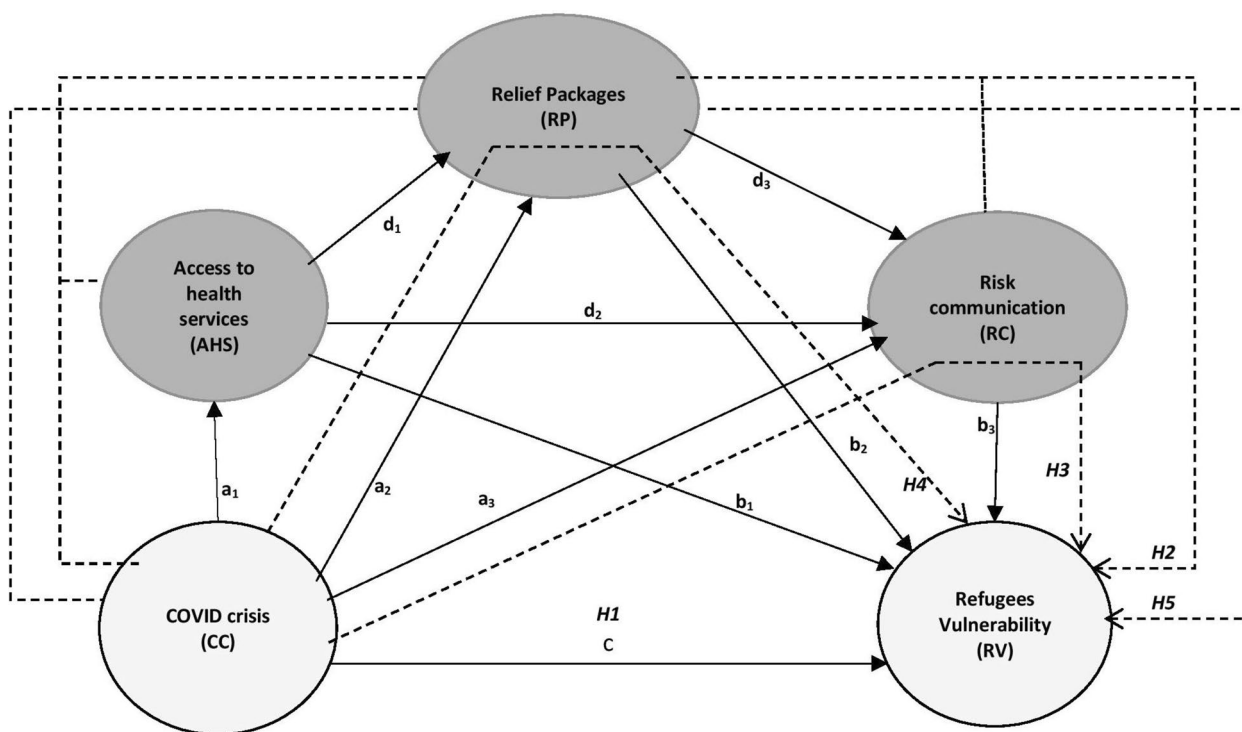 Relief Packages
(RP)
d₃
d₁
Access to
health
services
(AHS)
Risk
communication
(RC)
d₂
b₃
b₂
H3
H4
a₁
a₂
a₃
b₁
H2
COVID crisis
(CC)
H1
C
Refugees
Vulnerability
(RV)
H5